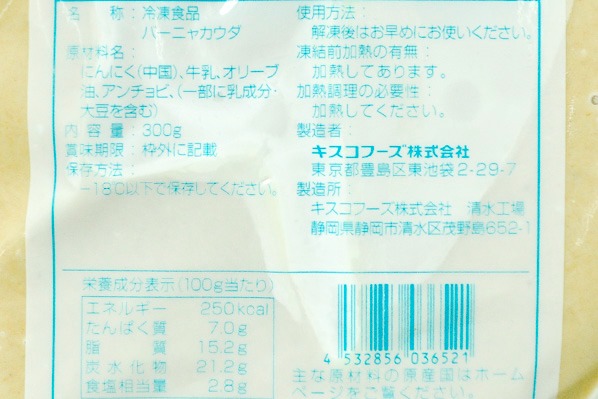 名 称：冷凍食品
バーニャカウダ
原材料名：
にんにく(中国)、牛乳、オリーブ
油、アンチョビ、(一部に乳成分・
大豆を含む)
内 容 量：300g
賞味期限：枠外に記載
保存方法：
－18℃以下で保存してください。
使用方法：
解凍後はお早めにお使いください。
凍結前加熱の有無：
加熱してあります。
加熱調理の必要性：
加熱してください。
製造者：
キスコフーズ株式会社
東京都豊島区東池袋2-29-7
製造所：
キスコフーズ株式会社 清水工場
静岡県静岡市清水区茂野島652-1
栄養成分表示(100g当たり)
エネルギー 250kcal
たんぱく質 7.0g
脂 質 15.2g
炭水化物 21.2g
食塩相当量 2.8g
4 532856 036521
主な原材料の原産国はホーム
ページをご覧ください。